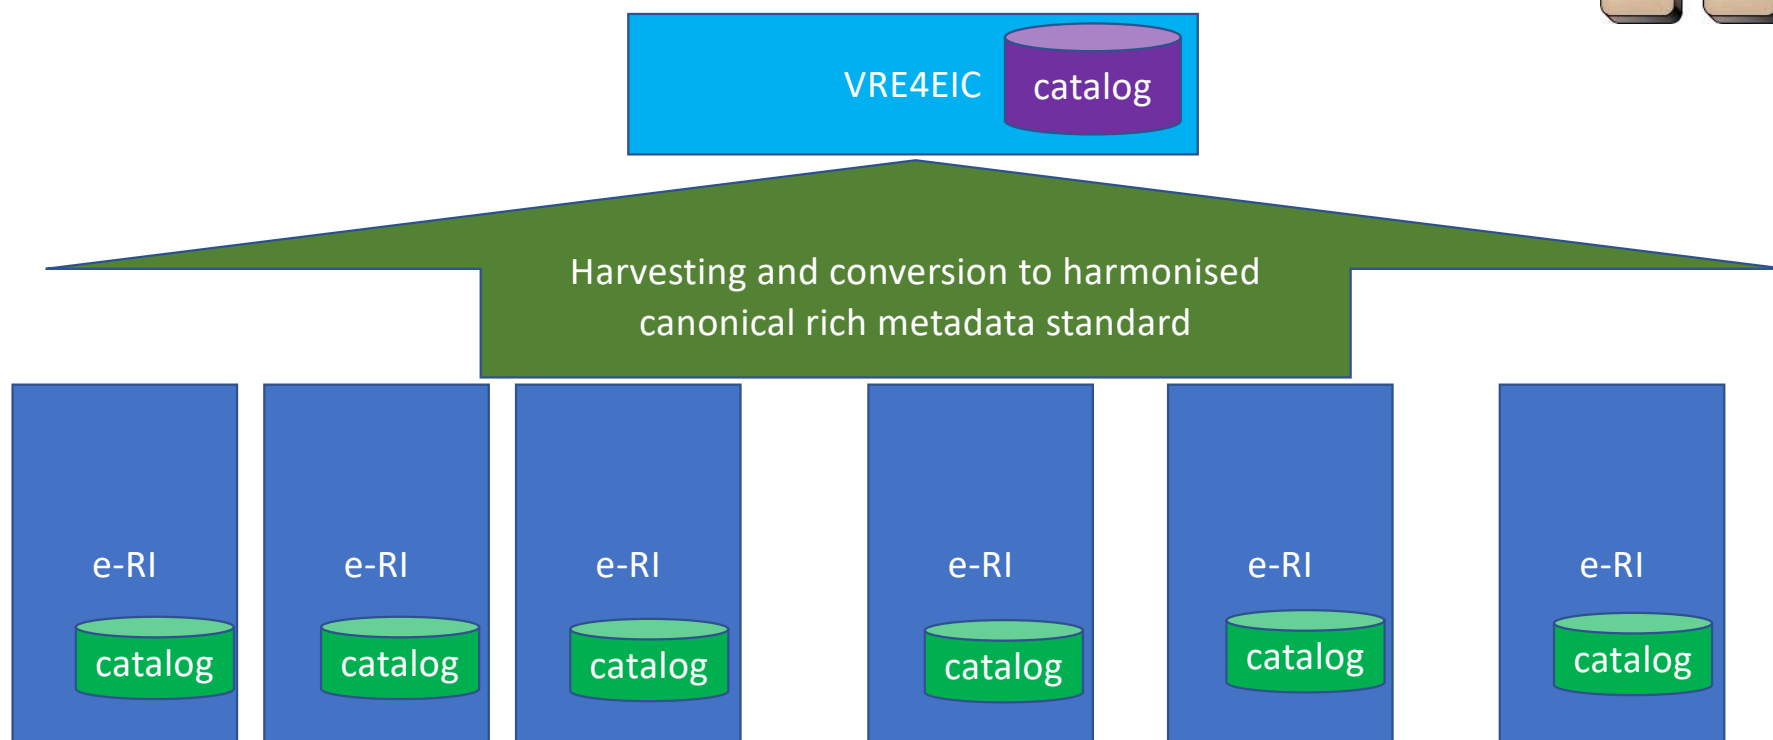 VRE4EIC
catalog
Harvesting and conversion to harmonised
canonical rich metadata standard
e-RI
e-RI
e-RI
e-RI
e-RI
e-RI
catalog
catalog
catalog
catalog
catalog
catalog